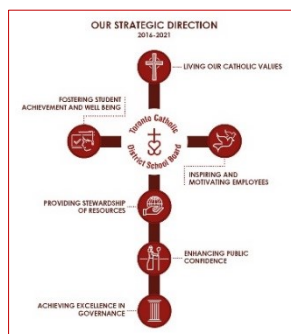 OUR STRATEGIC DIRECTION
2016-2021
LIVING OUR CATHOLIC VALUES
FOSTERING STUDENT
ACHIEVEMENT AND WELL BEING
Toronto Catholic
District School Board
INSPIRING AND
MOTIVATING EMPLOYEES
PROVIDING STEWARDSHIP
OF RESOURCES
ENHANCING PUBLIC
CONFIDENCE
ACHIEVING EXCELLENCE IN
GOVERNANCE